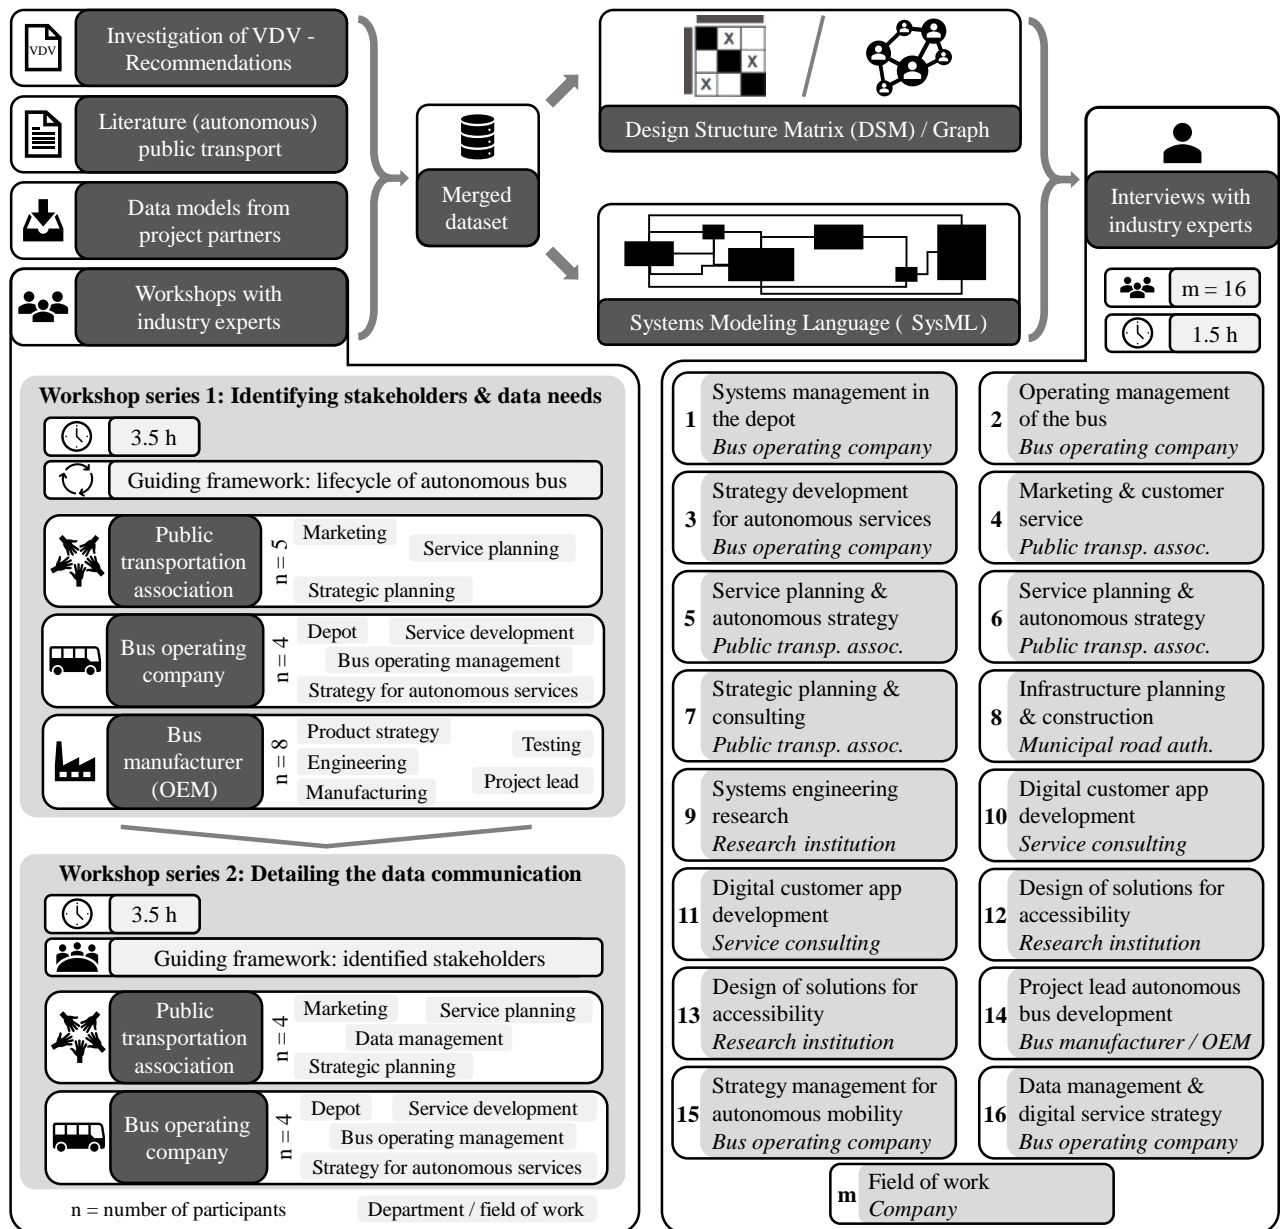 VDV
Investigation of VDV -
Recommendations
Literature (autonomous)
public transport
Data models from
project partners
Workshops with
industry experts
Merged
dataset
X
X
X
Design Structure Matrix (DSM) / Graph
Systems Modeling Language ( SysML)
Interviews with
industry experts
m = 16
1.5 h
Workshop series 1: Identifying stakeholders & data needs
3.5 h
Guiding framework: lifecycle of autonomous bus
Public
transportation
association
n = 5
Marketing
Service planning
Strategic planning
Bus operating
company
n = 4
Depot
Service development
Bus operating management
Strategy for autonomous services
Bus
manufacturer
(OEM)
n = 8
Product strategy
Testing
Engineering
Project lead
Manufacturing
Workshop series 2: Detailing the data communication
3.5 h
Guiding framework: identified stakeholders
Public
transportation
association
n = 4
Marketing
Service planning
Data management
Strategic planning
Bus operating
company
n = 4
Depot
Service development
Bus operating management
Strategy for autonomous services
n = number of participants
Department / field of work
1
Systems management in
the depot
Bus operating company
2
Operating management
of the bus
Bus operating company
3
Strategy development
for autonomous services
Bus operating company
4
Marketing & customer
service
Public transp. assoc.
5
Service planning &
autonomous strategy
Public transp. assoc.
6
Service planning &
autonomous strategy
Public transp. assoc.
7
Strategic planning &
consulting
Public transp. assoc.
8
Infrastructure planning
& construction
Municipal road auth.
9
Systems engineering
research
Research institution
10
Digital customer app
development
Service consulting
11
Digital customer app
development
Service consulting
12
Design of solutions for
accessibility
Research institution
13
Design of solutions for
accessibility
Research institution
14
Project lead autonomous
bus development
Bus manufacturer / OEM
15
Strategy management for
autonomous mobility
Bus operating company
16
Data management &
digital service strategy
Bus operating company
m
Field of work
Company